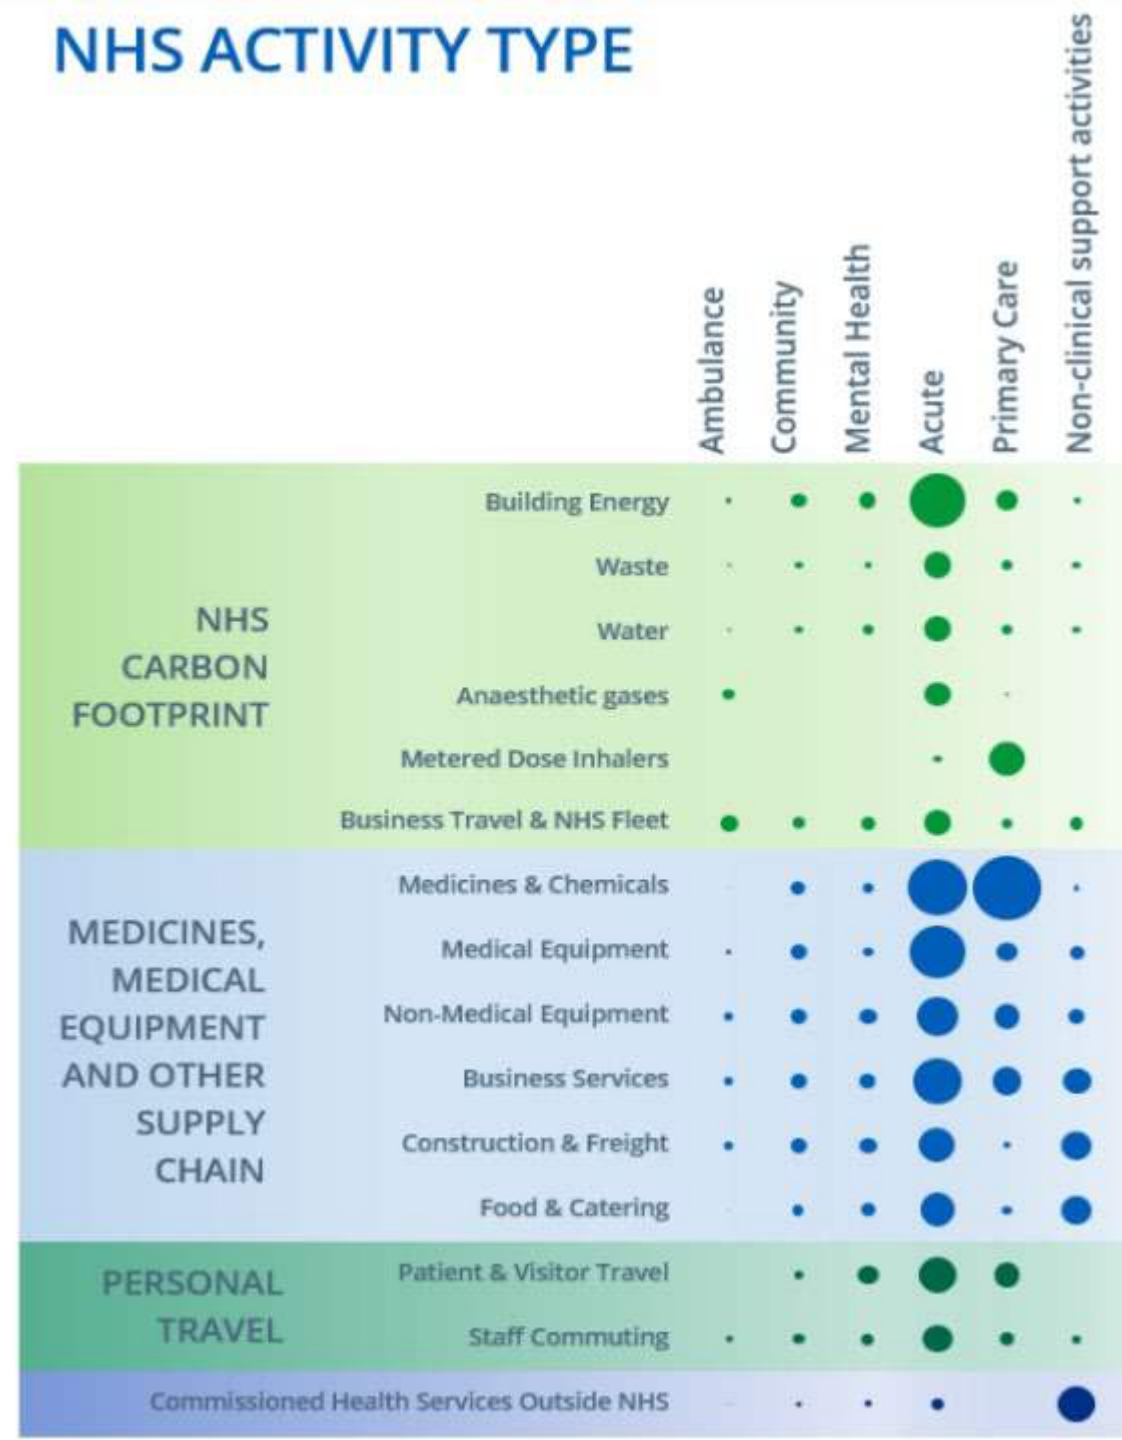 NHS ACTIVITY TYPE
Ambulance
Community
Mental Health
Acute
Primary Care
Non-clinical support activities
NHS
CARBON
FOOTPRINT
Building Energy
Waste
Water
Anaesthetic gases
Metered Dose Inhalers
Business Travel & NHS Fleet
MEDICINES,
MEDICAL
EQUIPMENT
AND OTHER
SUPPLY
CHAIN
Medicines & Chemicals
Medical Equipment
Non-Medical Equipment
Business Services
Construction & Freight
Food & Catering
PERSONAL
TRAVEL
Patient & Visitor Travel
Staff Commuting
Commissioned Health Services Outside NHS